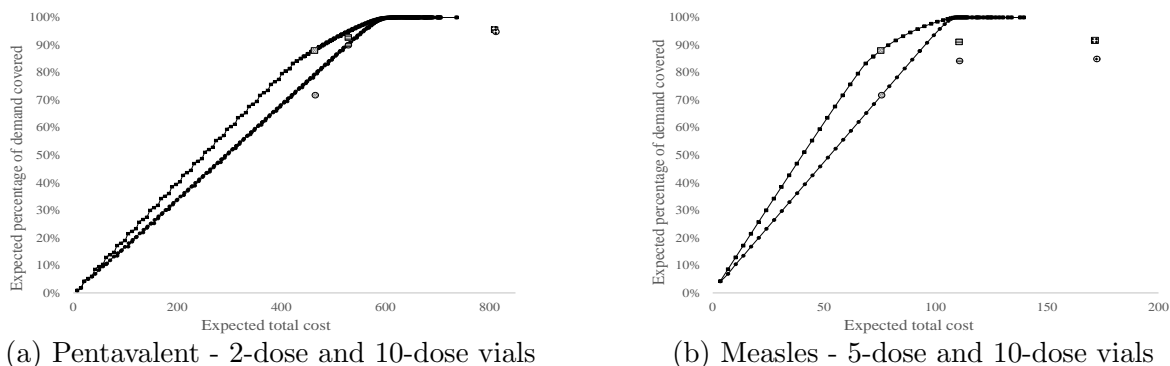 Expected percentage of demand covered
100%
90%
80%
70%
60%
50%
40%
30%
20%
10%
0%
0 200 400 600 800
Expected total cost
(a) Pentavalent - 2-dose and 10-dose vials
Expected percentage of demand covered
100%
90%
80%
70%
60%
50%
40%
30%
20%
10%
0%
0 50 100 150 200
Expected total cost
(b) Measles - 5-dose and 10-dose vials